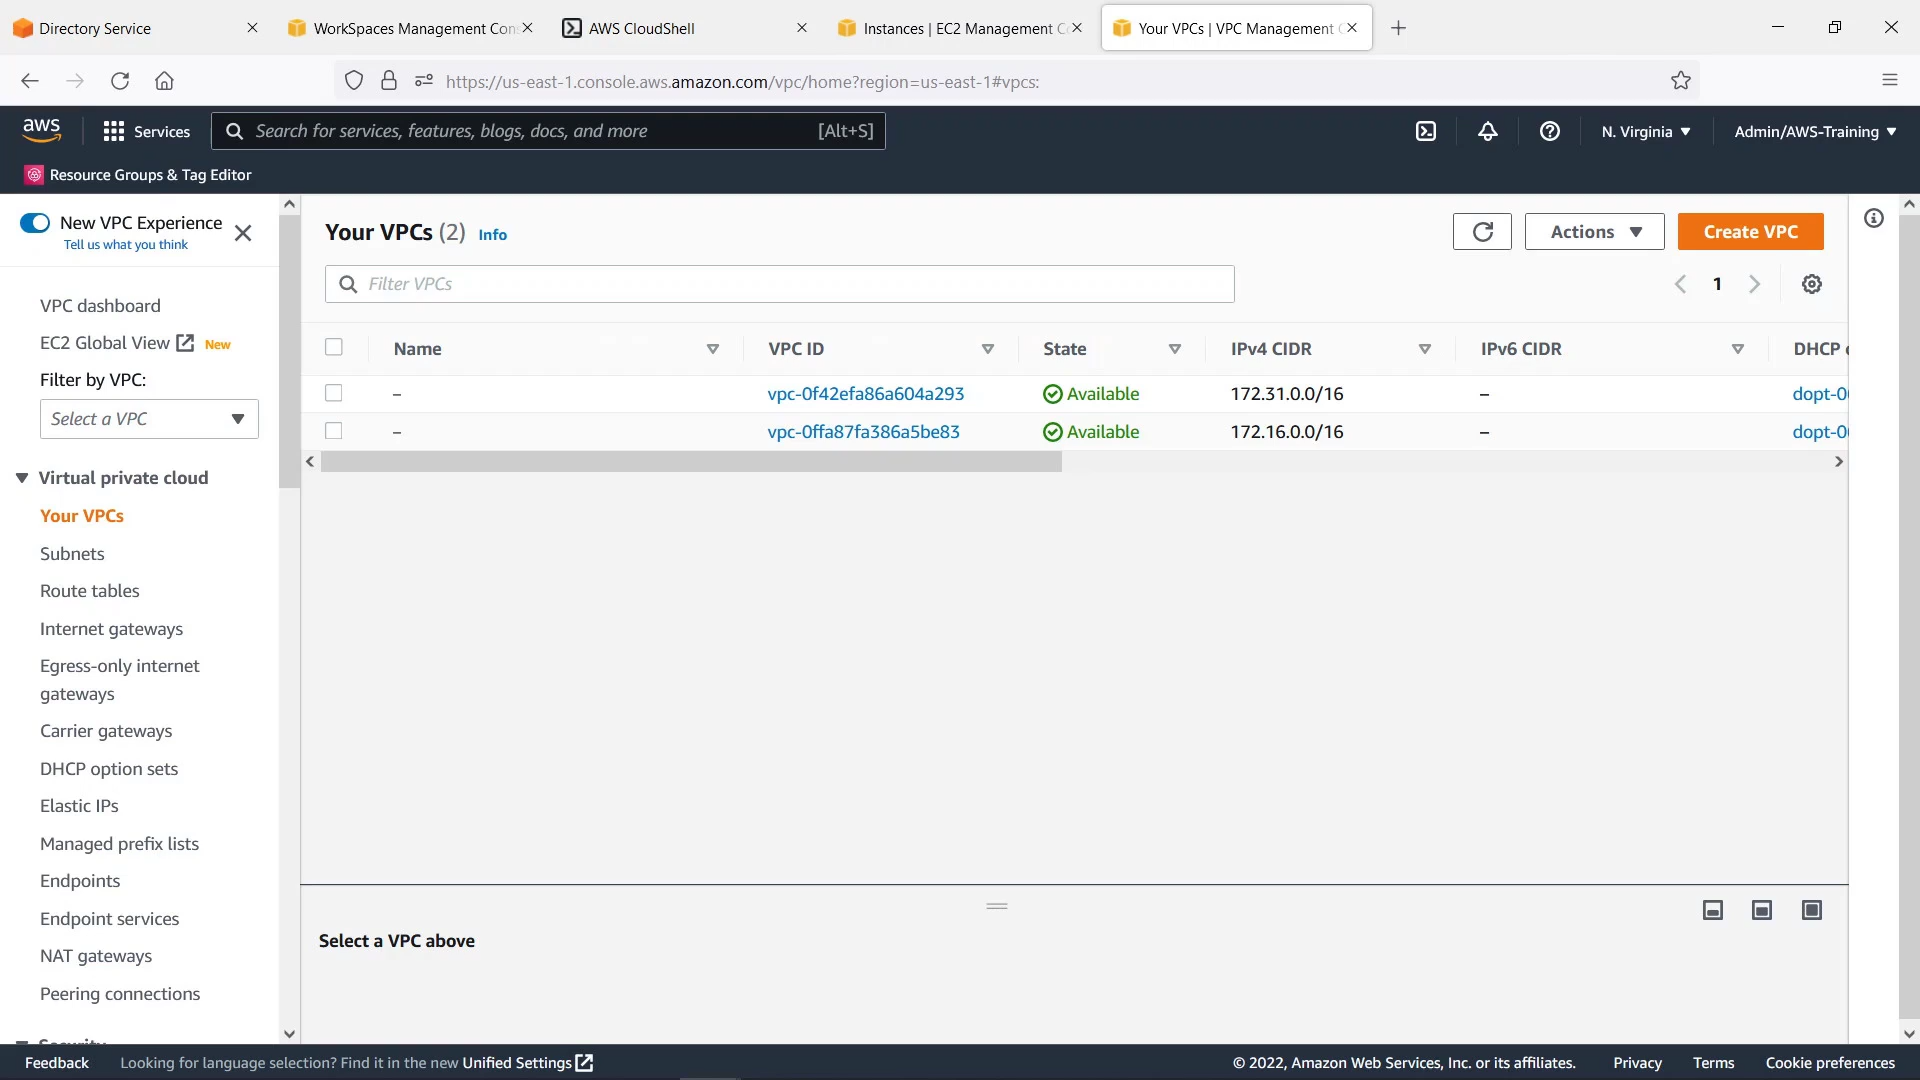 Directory Service
WorkSpaces Management Con
AWS CloudShell
Instances | EC2 Management C
Your VPCs | VPC Management
https://us-east-1.console.aws.amazon.com/vpc/home?region=us-east-1#vpcs:
aws
Services
Search for services, features, blogs, docs, and more
[Alt+S]
N. Virginia
Admin/AWS-Training
Resource Groups & Tag Editor
New VPC Experience
Tell us what you think
VPC dashboard
EC2 Global View New
Filter by VPC:
Select a VPC
Virtual private cloud
Your VPCs
Subnets
Route tables
Internet gateways
Egress-only internet
gateways
Carrier gateways
DHCP option sets
Elastic IPs
Managed prefix lists
Endpoints
Endpoint services
NAT gateways
Peering connections
Your VPCs (2) Info
Actions
Create VPC
Filter VPCs
1
Name VPC ID State IPv4 CIDR IPv6 CIDR DHCP
– vpc-0f42efa86a604a293 Available 172.31.0.0/16 – dopt-0
– vpc-0ffa87fa386a5be83 Available 172.16.0.0/16 – dopt-0
Select a VPC above
Feedback
Looking for language selection? Find it in the new Unified Settings
© 2022, Amazon Web Services, Inc. or its affiliates.
Privacy
Terms
Cookie preferences